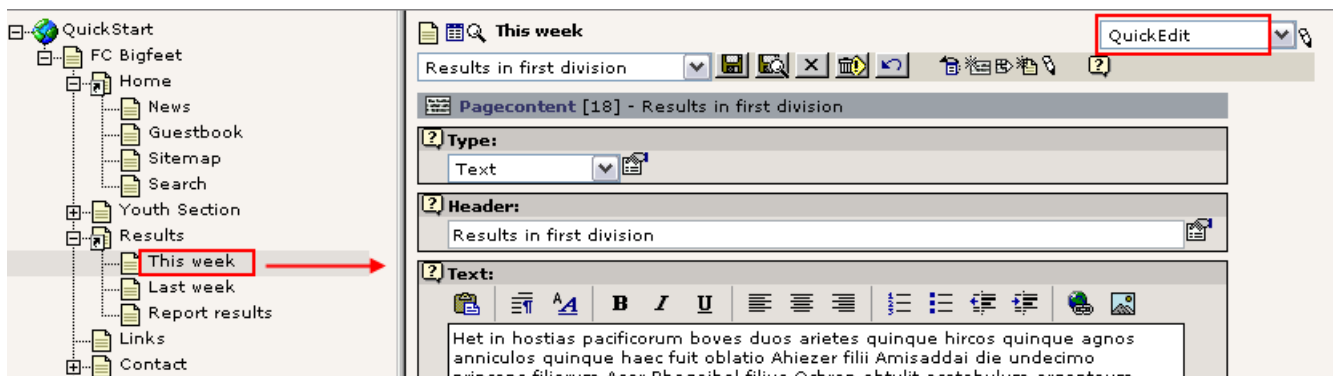 QuickStart
FC Bigfeet
Home
News
Guestbook
Sitemap
Search
Youth Section
Results
This week
Last week
Report results
Links
Contact
This week
QuickEdit
Results in first division
Pagecontent [18] - Results in first division
Type:
Text
Header:
Results in first division
Text:
B I U
Het in hostias pacificorum boves duos arietes quinque hircos quinque agnos
anniculos quinque haec fuit oblatio Ahiezer filii Amisaddai die undecimo